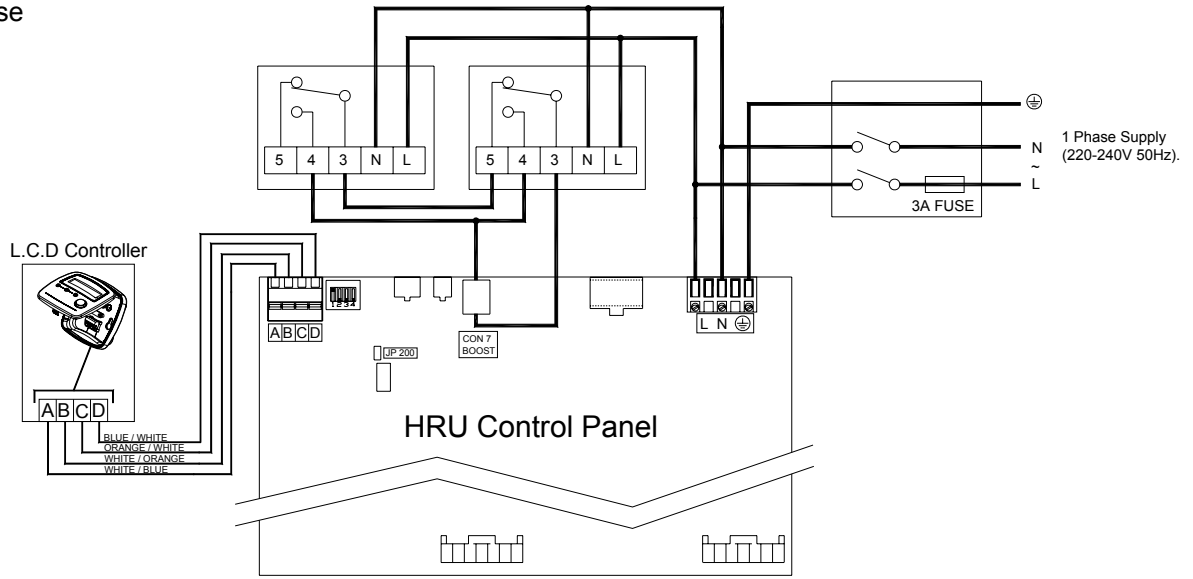 se
5 4 3 N L
5 4 3 N L
N
~
L
1 Phase Supply
(220-240V 50Hz).
3A FUSE
L.C.D Controller
A B C D
BLUE / WHITE
ORANGE / WHITE
WHITE / ORANGE
WHITE / BLUE
A B C D
1 2 3 4
JP 200
CON 7
BOOST
L N
HRU Control Panel